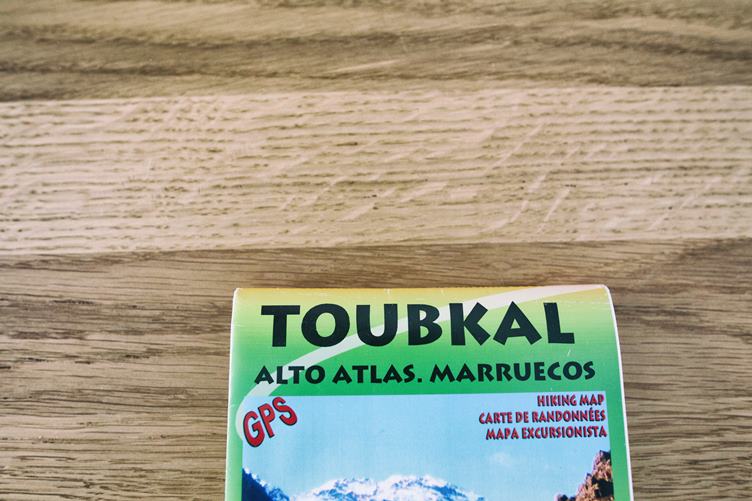 TOUBKAL
ALTO ATLAS. MARRUECOS
GPS
HIKING MAP
CARTE DE RANDONNÉES
MAPA EXCURSIONISTA